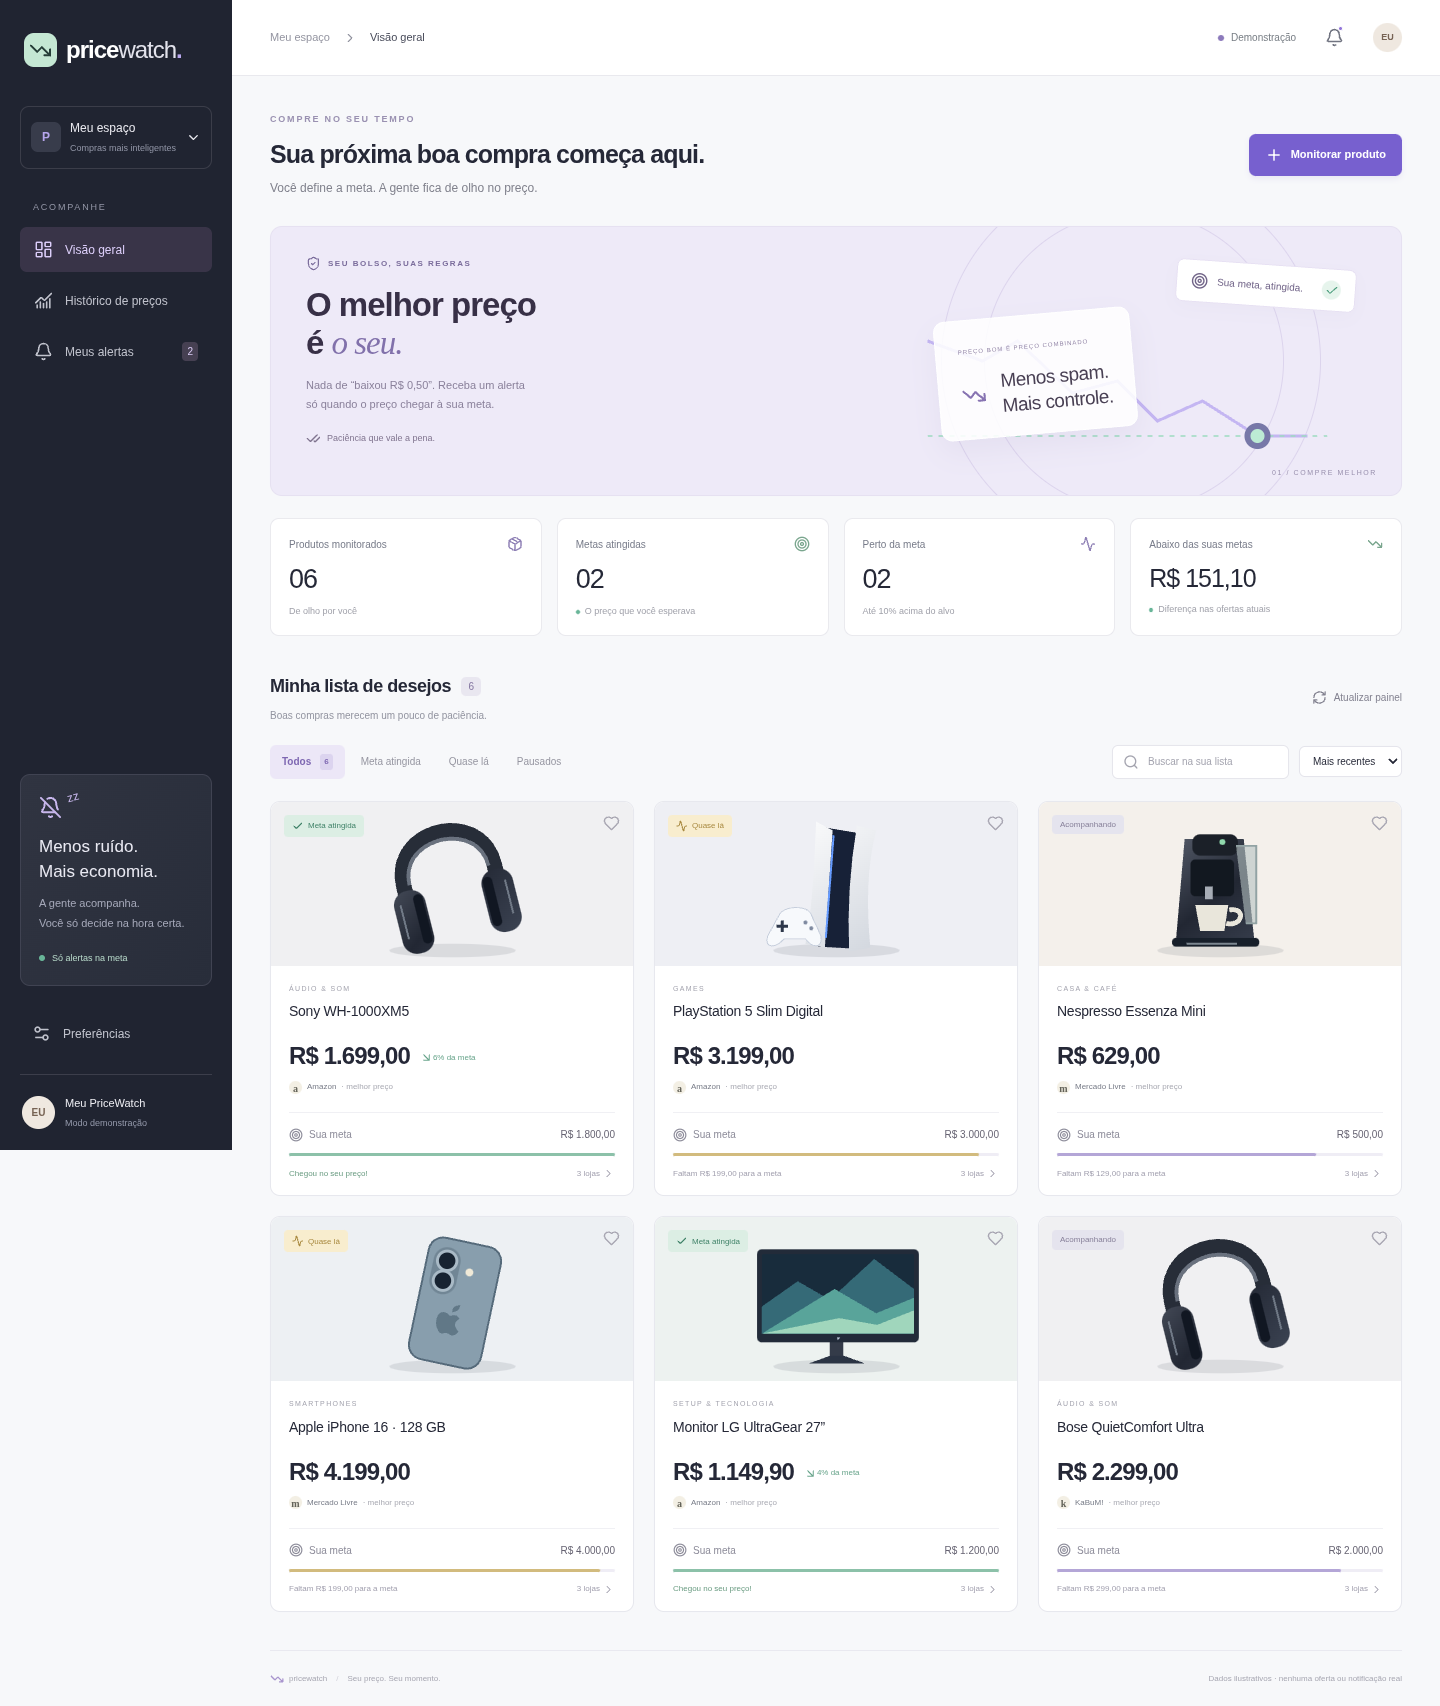 pricewatch.
P
Meu espaço
Compras mais inteligentes
ACOMPANHE
Visão geral
Histórico de preços
Meus alertas 2
zz
Menos ruído.
Mais economia.
A gente acompanha.
Você só decide na hora certa.
Só alertas na meta
Preferências
EU
Meu PriceWatch
Modo demonstração
Meu espaço Visão geral
Demonstração
EU
COMPRE NO SEU TEMPO
Sua próxima boa compra começa aqui.
Você define a meta. A gente fica de olho no preço.
Monitorar produto
SEU BOLSO, SUAS REGRAS
O melhor preço
é o seu.
Nada de “baixou R$ 0,50”. Receba um alerta
só quando o preço chegar à sua meta.
Paciência que vale a pena.
Sua meta, atingida.
PREÇO BOM É PREÇO COMBINADO
Menos spam.
Mais controle.
01 / COMPRE MELHOR
Produtos monitorados
06
De olho por você
Metas atingidas
02
O preço que você esperava
Perto da meta
02
Até 10% acima do alvo
Abaixo das suas metas
R$ 151,10
Diferença nas ofertas atuais
Minha lista de desejos 6
Boas compras merecem um pouco de paciência.
Atualizar painel
Todos 6 Meta atingida Quase lá Pausados
Buscar na sua lista
Mais recentes
Meta atingida
ÁUDIO & SOM
Sony WH-1000XM5
R$ 1.699,00 6% da meta
a Amazon · melhor preço
Sua meta R$ 1.800,00
Chegou no seu preço! 3 lojas
Quase lá
GAMES
PlayStation 5 Slim Digital
R$ 3.199,00
a Amazon · melhor preço
Sua meta R$ 3.000,00
Faltam R$ 199,00 para a meta 3 lojas
Acompanhando
CASA & CAFÉ
Nespresso Essenza Mini
R$ 629,00
m Mercado Livre · melhor preço
Sua meta R$ 500,00
Faltam R$ 129,00 para a meta 3 lojas
Quase lá
SMARTPHONES
Apple iPhone 16 · 128 GB
R$ 4.199,00
m Mercado Livre · melhor preço
Sua meta R$ 4.000,00
Faltam R$ 199,00 para a meta 3 lojas
Meta atingida
SETUP & TECNOLOGIA
Monitor LG UltraGear 27”
R$ 1.149,90 4% da meta
a Amazon · melhor preço
Sua meta R$ 1.200,00
Chegou no seu preço! 3 lojas
Acompanhando
ÁUDIO & SOM
Bose QuietComfort Ultra
R$ 2.299,00
k KaBuM! · melhor preço
Sua meta R$ 2.000,00
Faltam R$ 299,00 para a meta 3 lojas
pricewatch / Seu preço. Seu momento.
Dados ilustrativos · nenhuma oferta ou notificação real